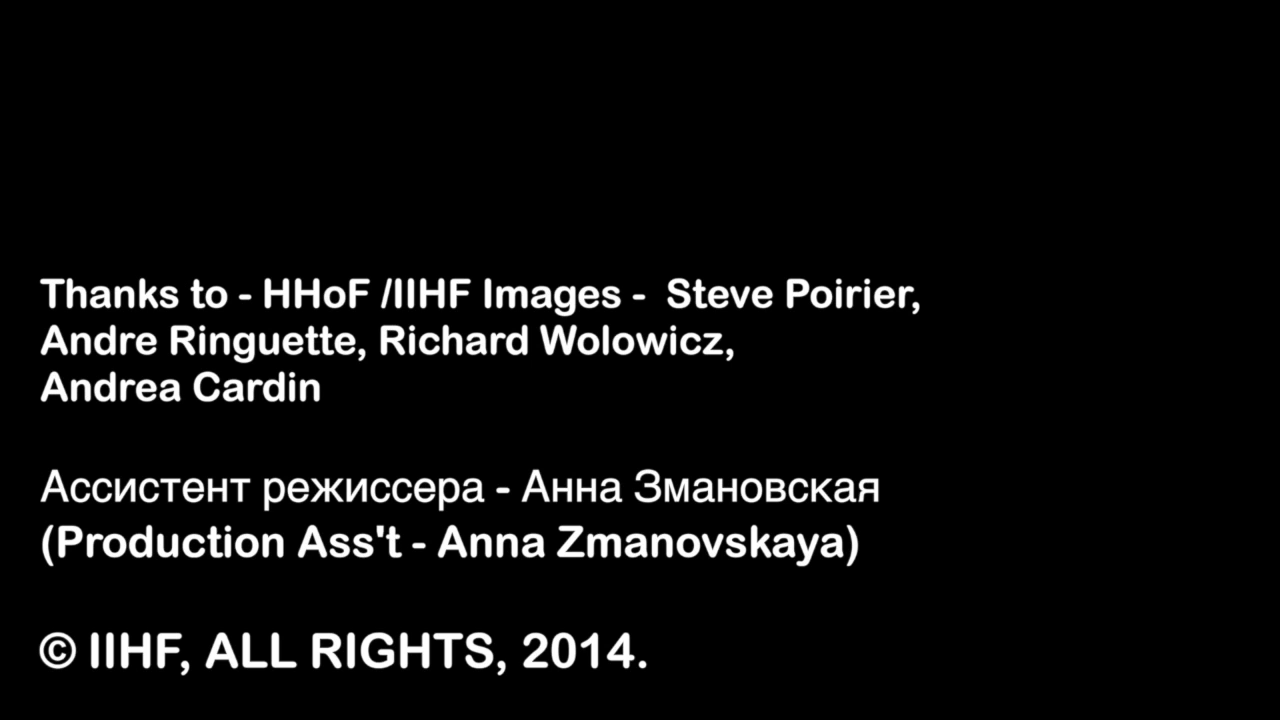 Thanks to - HHoF /IIHF Images -  Steve Poirier,
Andre Ringuette, Richard Wolowicz,
Andrea Cardin
Ассистент режиссера - Анна Змановская
(Production Ass't - Anna Zmanovskaya)
© IIHF, ALL RIGHTS, 2014.